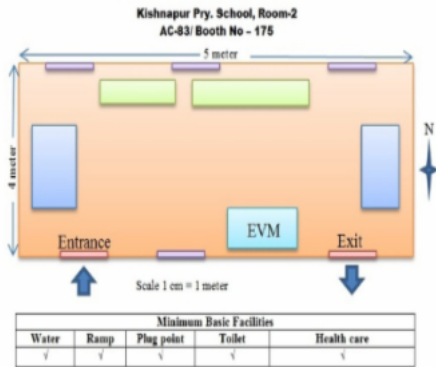 Kishnapur Pry. School, Room-2
AC-83/ Booth No – 175
5 meter
4 meter
N
EVM
Entrance
Exit
Scale 1 cm = 1 meter
Minimum Basic Facilities
Water Ramp Plug point Toilet Health care
√ √ √ √ √